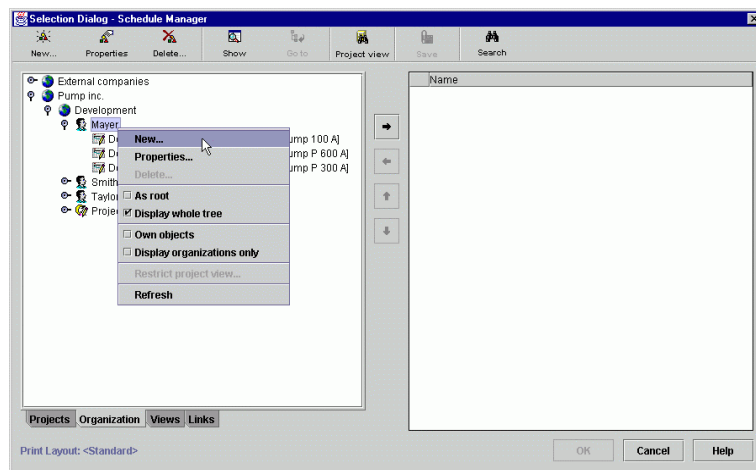 Selection Dialog - Schedule Manager
New... Properties Delete... Show Go to Project view Save Search
External companies
Pump inc.
Development
Mayer
ump 100 A]
ump P 600 A]
ump P 300 A]
Smith
Taylo
Proje
New...
Properties...
Delete...
As root
Display whole tree
Own objects
Display organizations only
Restrict project view...
Refresh
Name
Projects Organization Views Links
Print Layout: <Standard>
OK Cancel Help